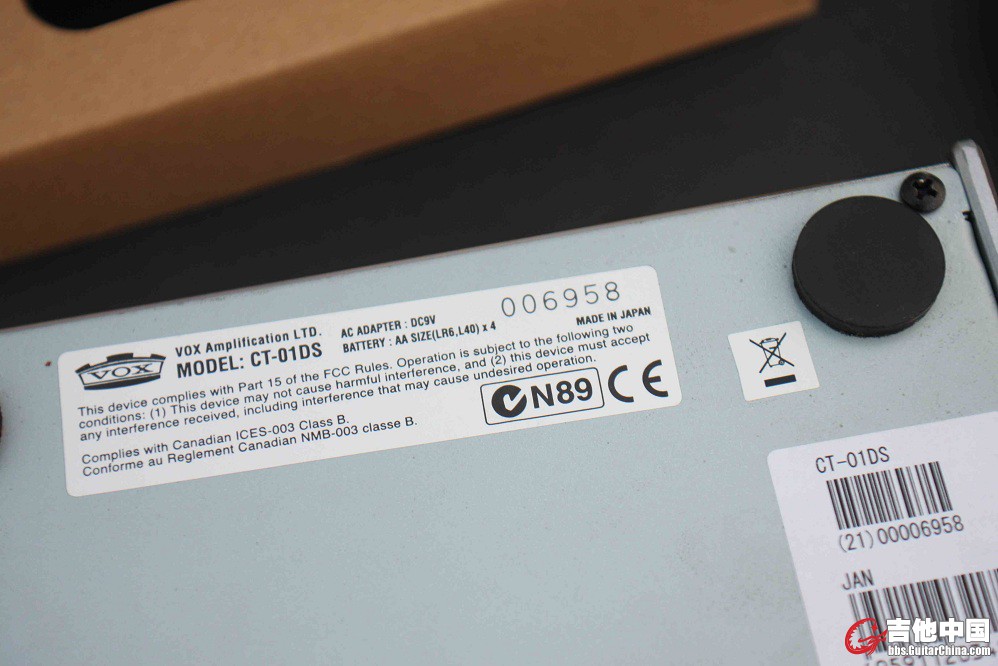 006958
VOX
VOX Amplification LTD.
MODEL: CT-01DS
AC ADAPTER : DC9V
BATTERY : AA SIZE(LR6,L40) x 4
MADE IN JAPAN
This device complies with Part 15 of the FCC Rules. Operation is subject to the following two
conditions: (1) This device may not cause harmful interference, and (2) this device must accept
any interference received, including interference that may cause undesired operation.
Complies with Canadian ICES-003 Class B.
Conforme au Reglement Canadian NMB-003 classe B.
N89
CE
CT-01DS
(21)00006958
JAN
吉他中国
bbs.GuitarChina.com